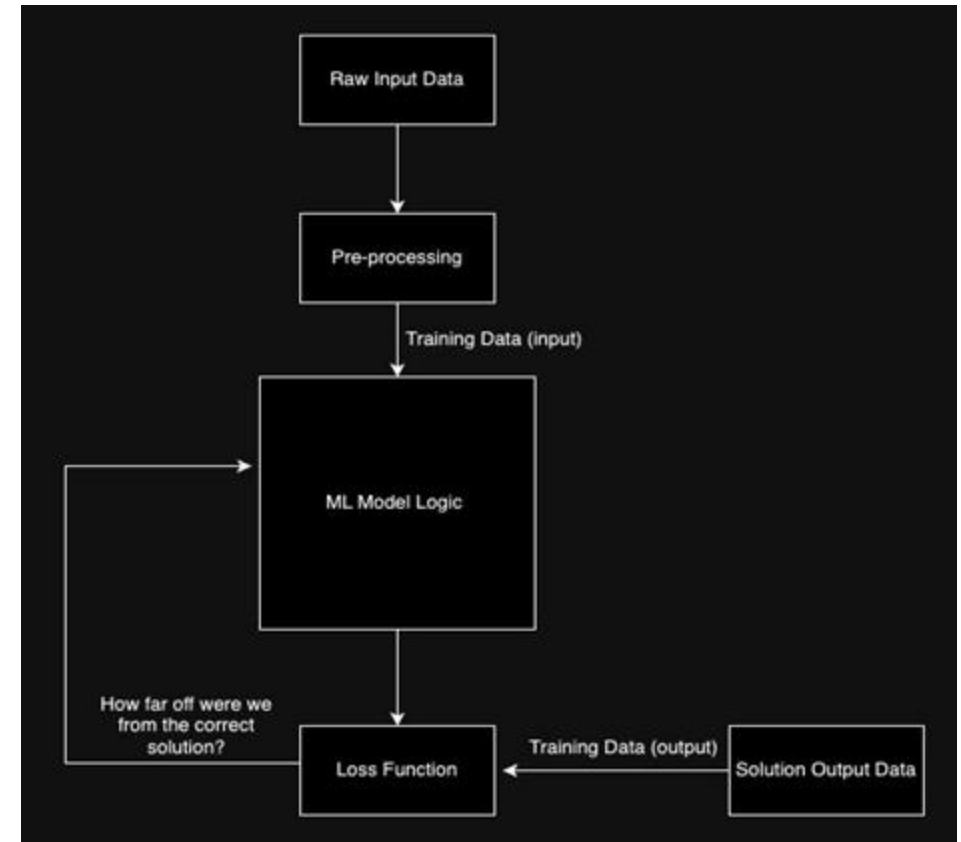 Raw Input Data
Pre-processing
Training Data (input)
ML Model Logic
How far off were we
from the correct
solution?
Loss Function
Training Data (output)
Solution Output Data